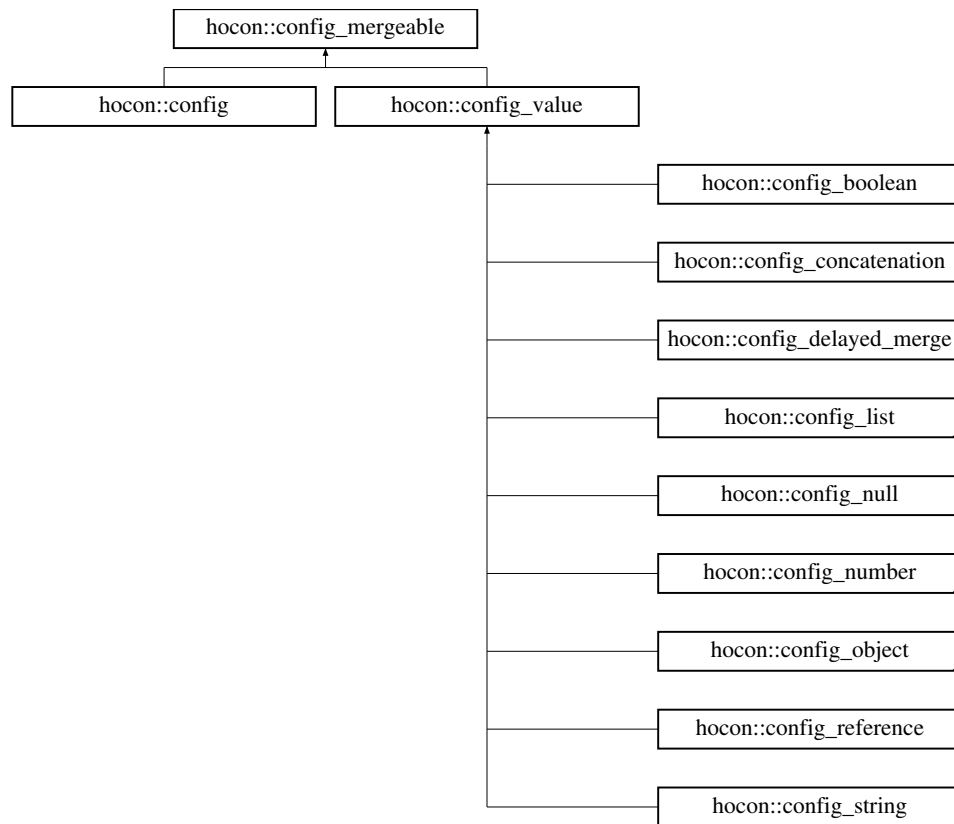 hocon::config_mergeable
hocon::config
hocon::config_value
hocon::config_boolean
hocon::config_concatenation
hocon::config_delayed_merge
hocon::config_list
hocon::config_null
hocon::config_number
hocon::config_object
hocon::config_reference
hocon::config_string